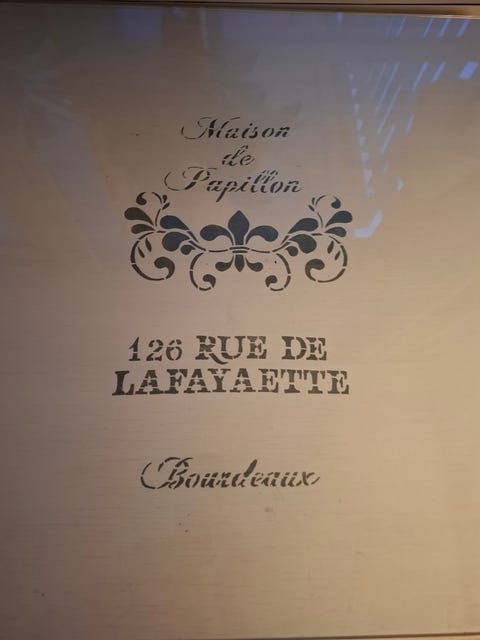 Maison
de
Papillon
126 RUE DE
LAFAYAETTE
Bourdeaux